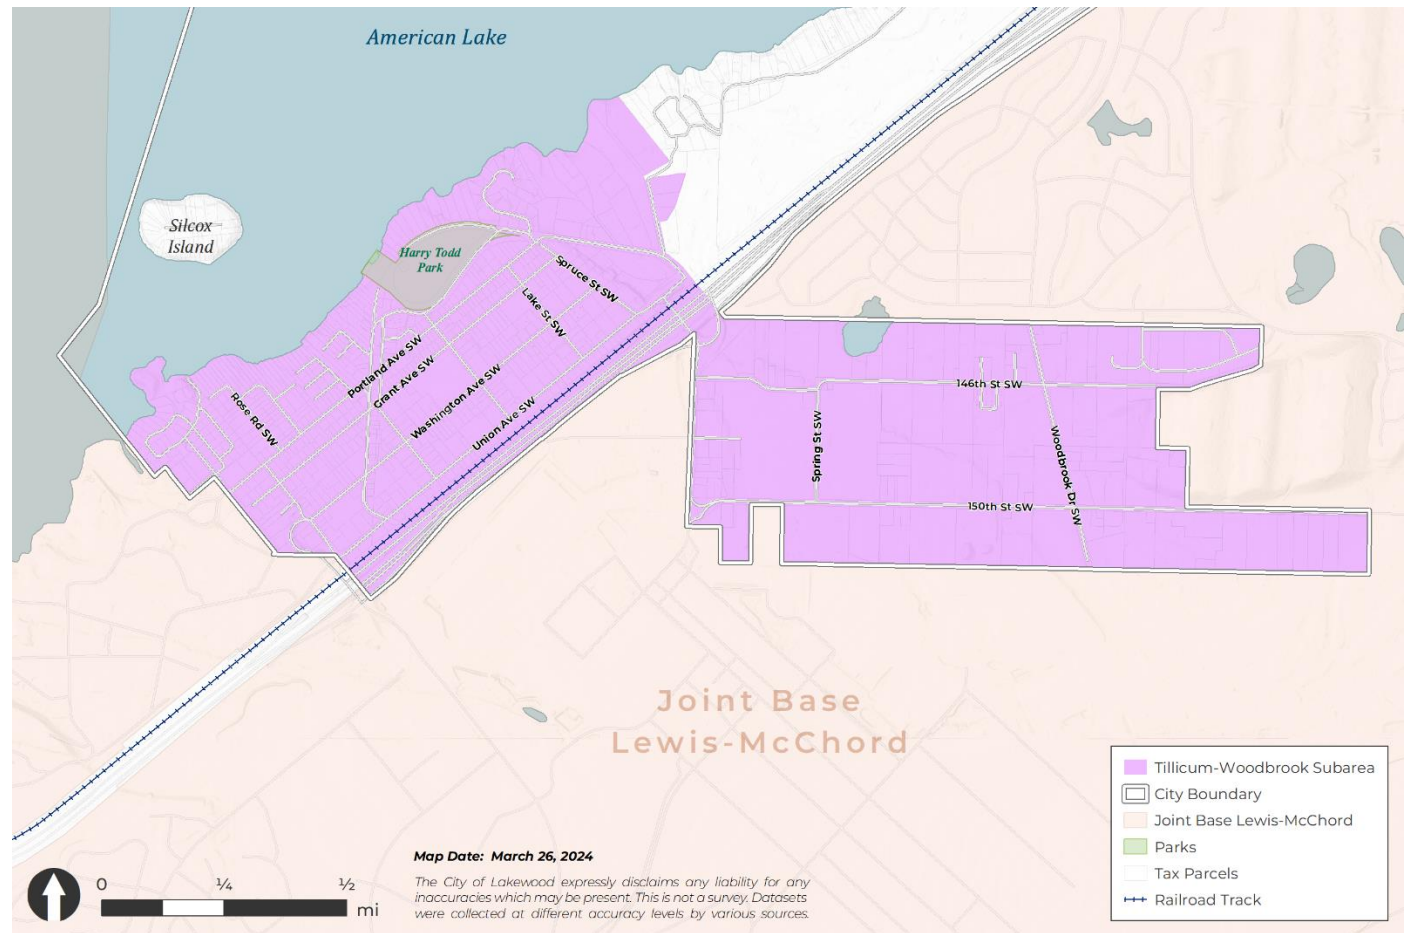 American Lake
Silcox
Island
Harry Todd
Park
Spruce St SW
Lake St SW
Portland Ave SW
Grant Ave SW
Washington Ave SW
Union Ave SW
Rose Rd SW
146th St SW
Spring St SW
Woodbrook Dr SW
150th St SW
Joint Base
Lewis-McChord
Tillicum-Woodbrook Subarea
City Boundary
Joint Base Lewis-McChord
Parks
Tax Parcels
Railroad Track
Map Date: March 26, 2024
The City of Lakewood expressly disclaims any liability for any
inaccuracies which may be present. This is not a survey. Datasets
were collected at different accuracy levels by various sources.
0 ¼ ½
mi